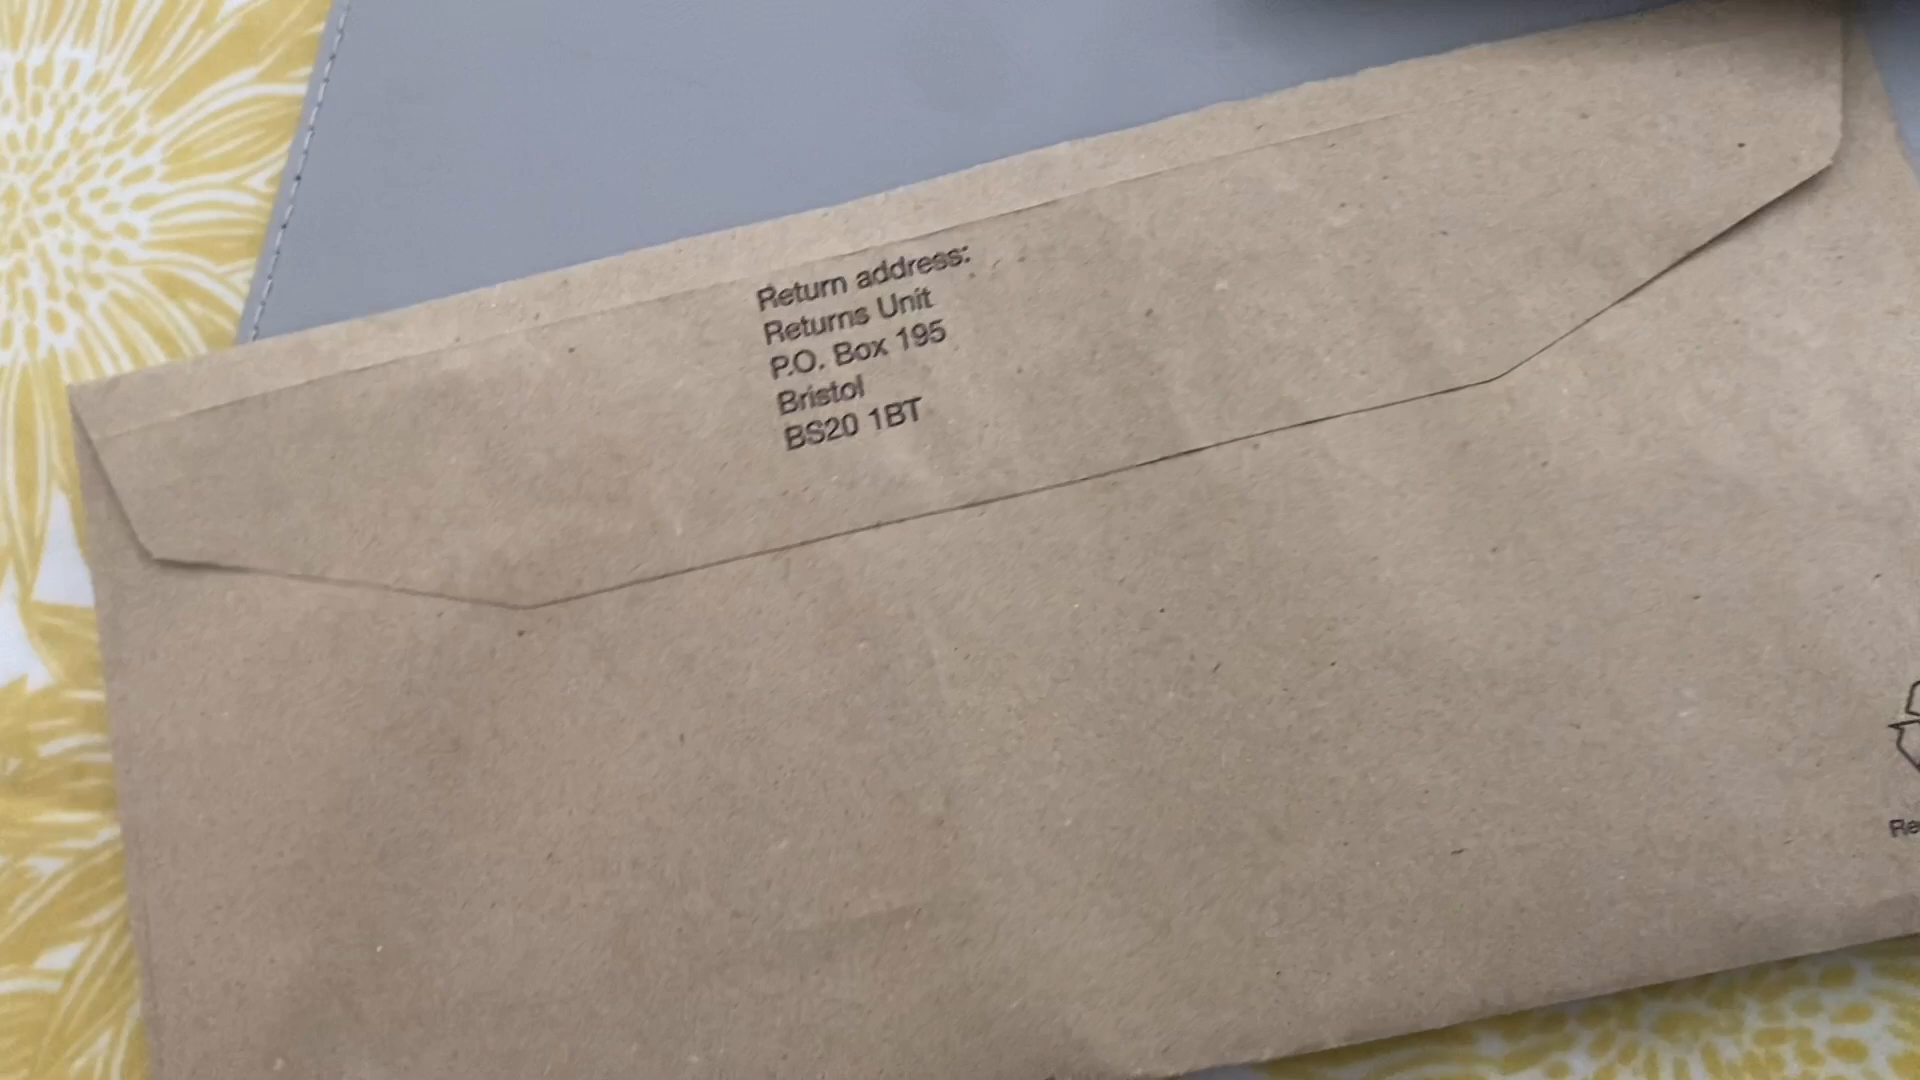 Return address:
Returns Unit
P.O. Box 195
Bristol
BS20 1BT